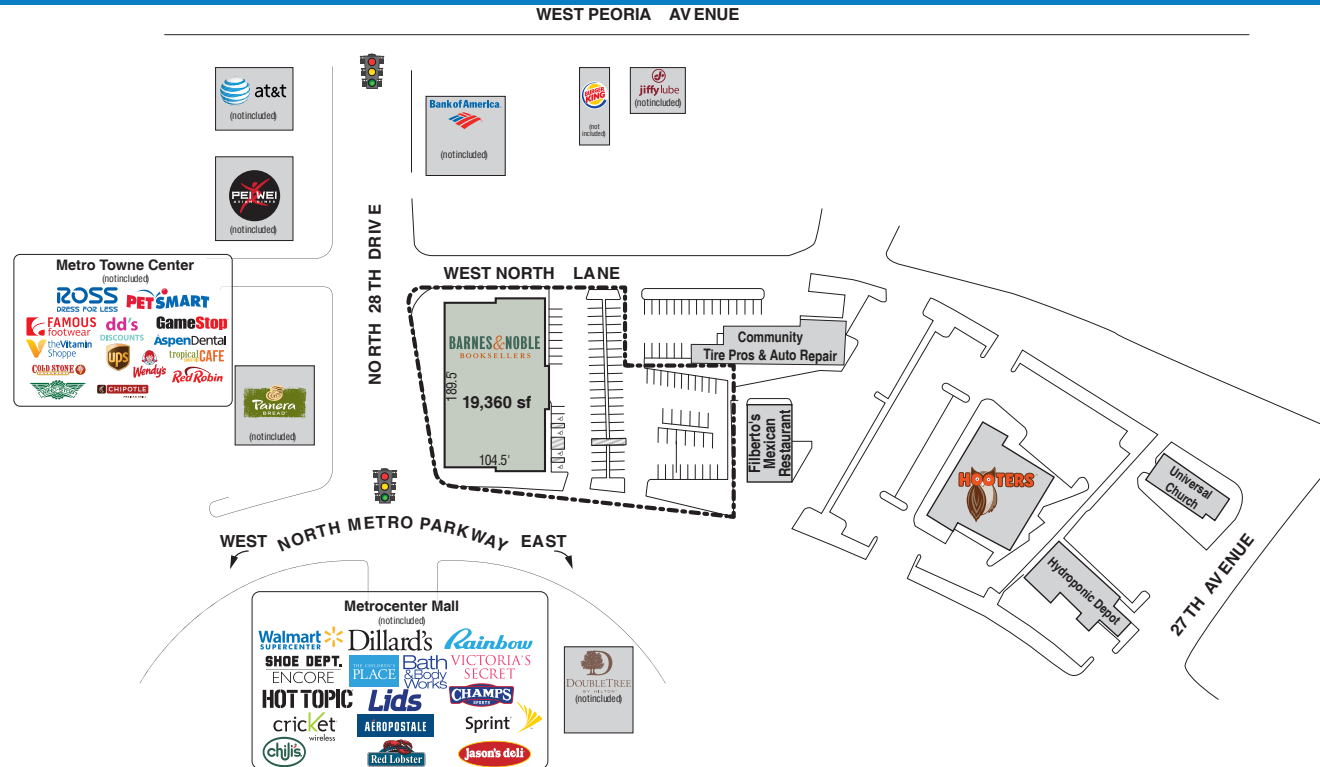 WEST PEORIA AVENUE
at&t
(notincluded)
Bank of America
(notincluded)
BURGER KING
(not included)
jiffy lube
(notincluded)
PEI WEI
ASIAN DINER
(notincluded)
NORTH 28TH DRIVE
WEST NORTH LANE
Metro Towne Center
(notincluded)
ROSS
DRESS FOR LESS
PETSMART
FAMOUS
footwear
dd's
DISCOUNTS
GameStop
theVitamin
Shoppe
ups
Wendy's
AspenDental
tropical CAFE
COLD STONE
Red Robin
WINGSTOP
CHIPOTLE
Panera
BREAD
(notincluded)
BARNES&NOBLE
BOOKSELLERS
189.5'
19,360 sf
104.5'
Community
Tire Pros & Auto Repair
Filberto's
Mexican
Restaurant
HOOTERS
Universal
Church
Hydroponic Depot
27TH AVENUE
WEST NORTH METRO PARKWAY EAST
Metrocenter Mall
(notincluded)
Walmart
SUPERCENTER
Dillard's
Rainbow
SHOE DEPT.
ENCORE
THE CHILDREN'S
PLACE
Bath
&Body
Works
VICTORIA'S
SECRET
HOT TOPIC
Lids
CHAMPS
SPORTS
cricket
wireless
AÉROPOSTALE
Sprint
chili's
Red Lobster
Jason's deli
DOUBLETREE
BY HILTON
(notincluded)